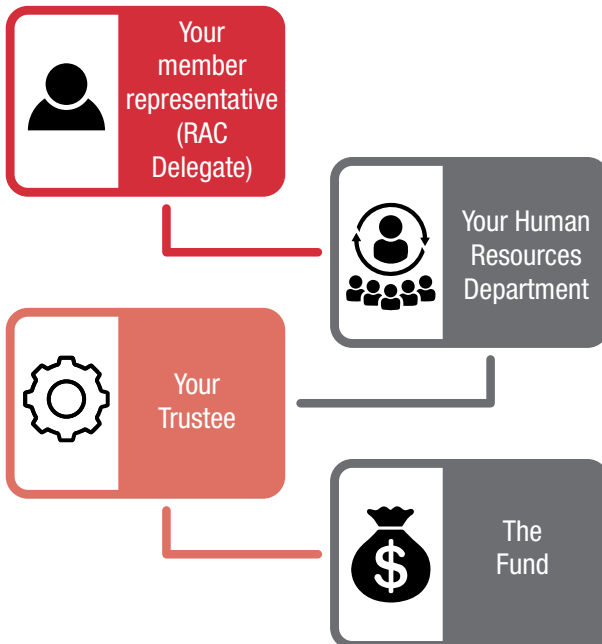 Your
member
representative
(RAC
Delegate)
Your Human
Resources
Department
Your
Trustee
The
Fund
$